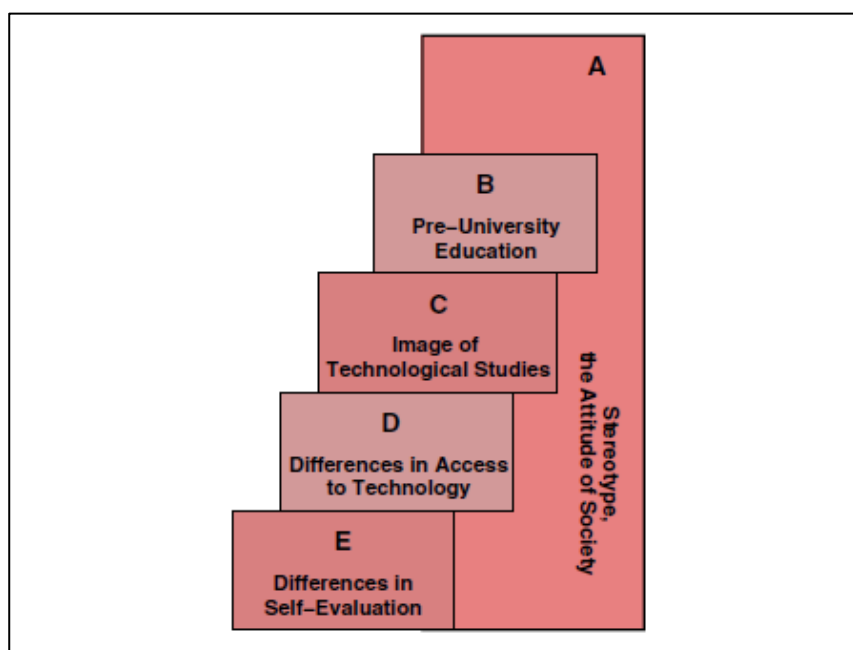 A
B
Pre–University
Education
C
Image of
Technological Studies
D
Differences in Access
to Technology
E
Differences in
Self–Evaluation
Stereotype,
the Attitude of Society